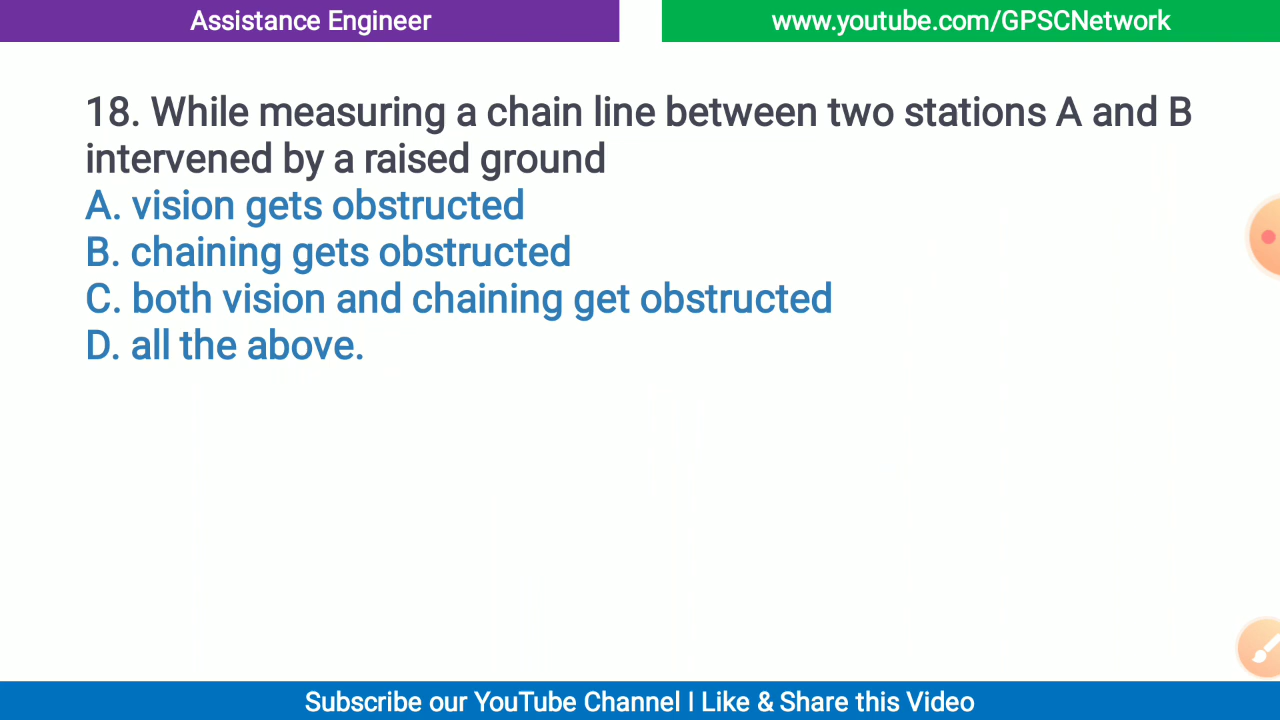 Assistance Engineer
www.youtube.com/GPSCNetwork
18. While measuring a chain line between two stations A and B
intervened by a raised ground
A. vision gets obstructed
B. chaining gets obstructed
C. both vision and chaining get obstructed
D. all the above.
Subscribe our YouTube Channel I Like & Share this Video